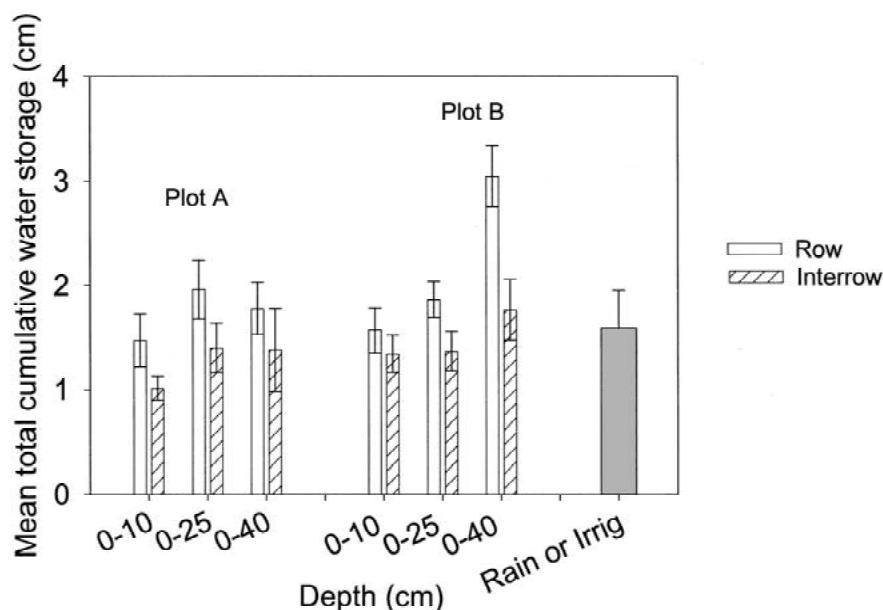 Mean total cumulative water storage (cm)
4
3
2
1
0
Plot A
Plot B
Row
Interrow
0-10
0-25
0-40
0-10
0-25
0-40
Rain or Irrig
Depth (cm)